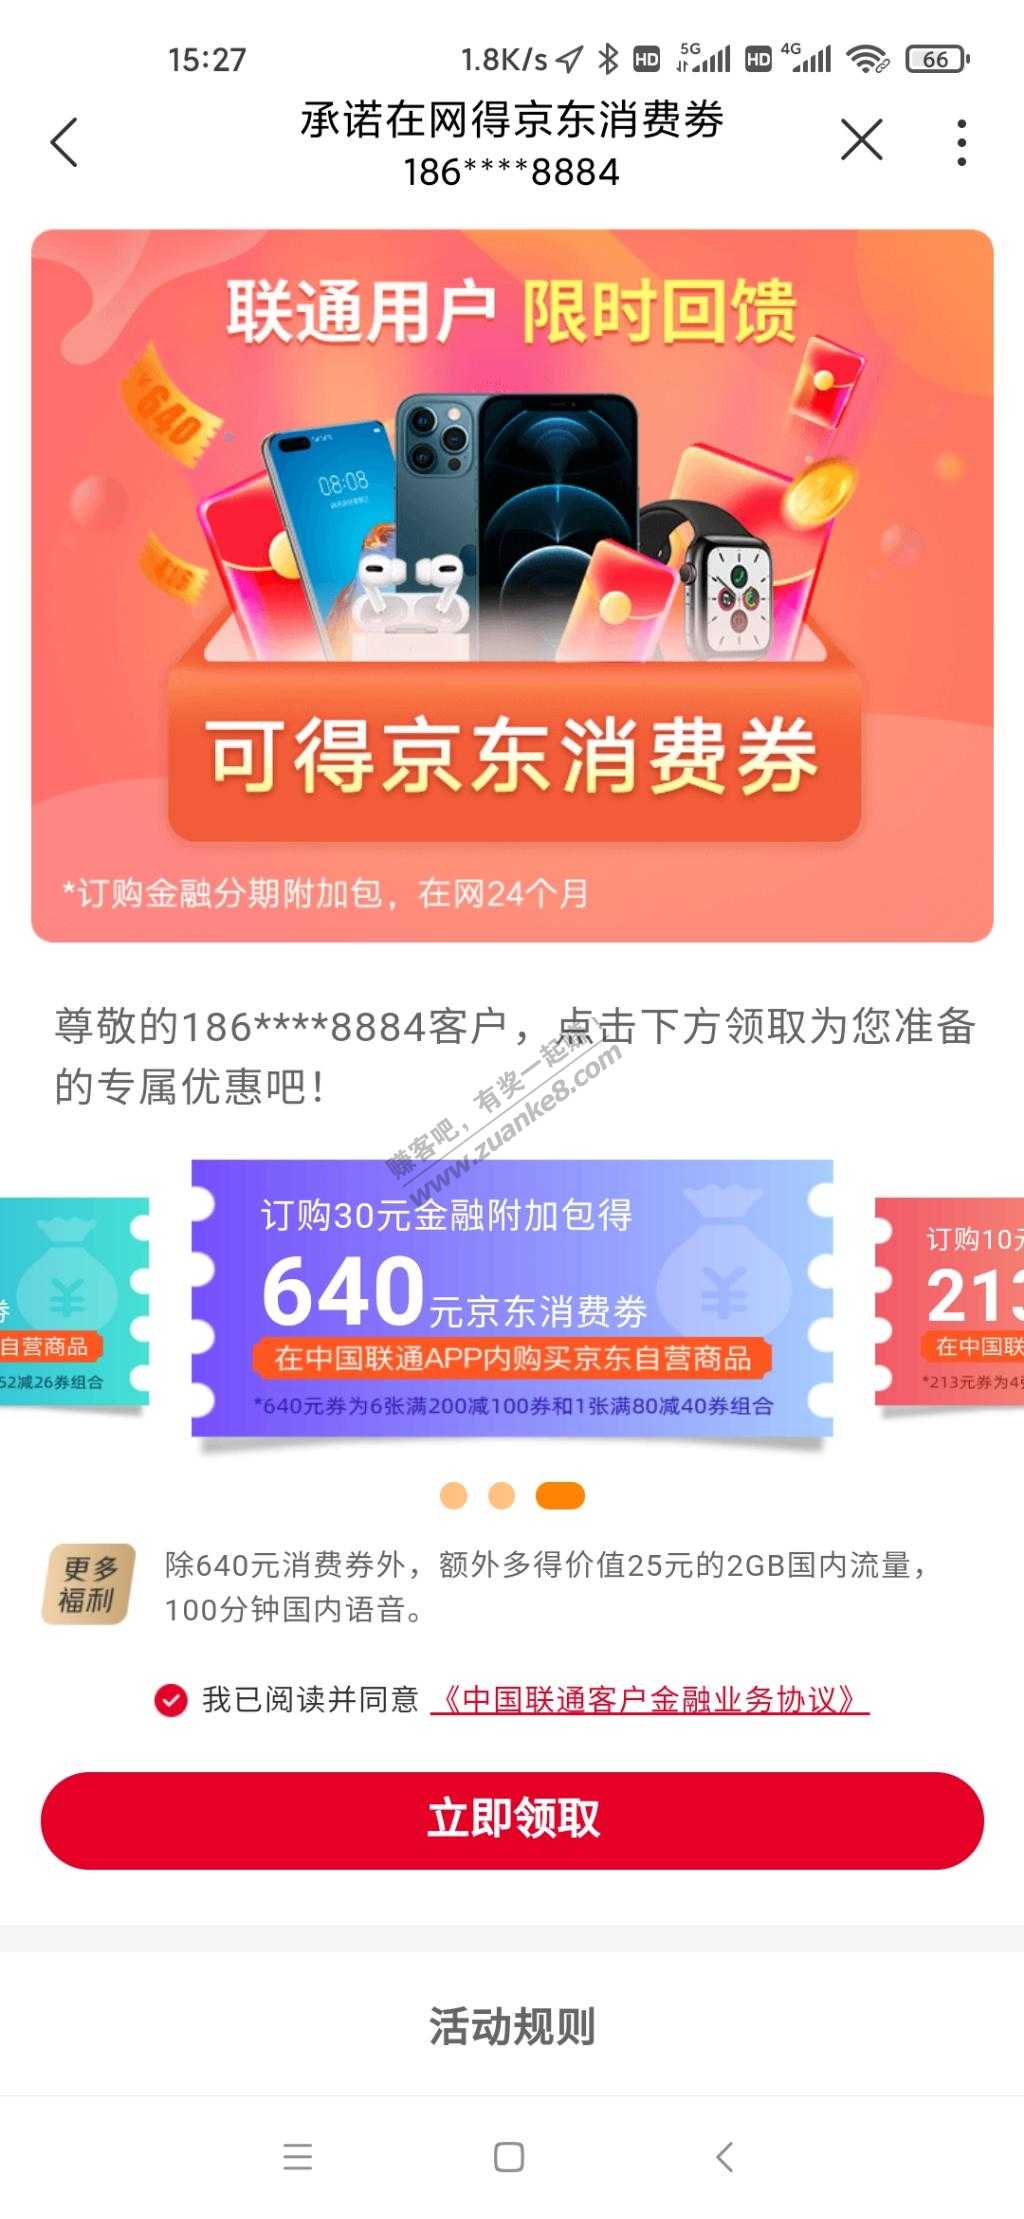 15:27
1.8K/s HD 5G HD 4G 66
承诺在网得京东消费劵
186****8884
联通用户 限时回馈
¥640
08:08
可得京东消费券
*订购金融分期附加包，在网24个月
尊敬的186****8884客户，点击下方领取为您准备
的专属优惠吧！
赚客吧，有奖一起赚！
www.zuanke8.com
订购30元金融附加包得
640元京东消费劵
在中国联通APP内购买京东自营商品
*640元券为6张满200减100券和1张满80减40券组合
自营商品
52减26券组合
订购10元
213
在中国联
*213元券为4张
除640元消费券外，额外多得价值25元的2GB国内流量，
100分钟国内语音。
更多
福利
我已阅读并同意《中国联通客户金融业务协议》
立即领取
活动规则